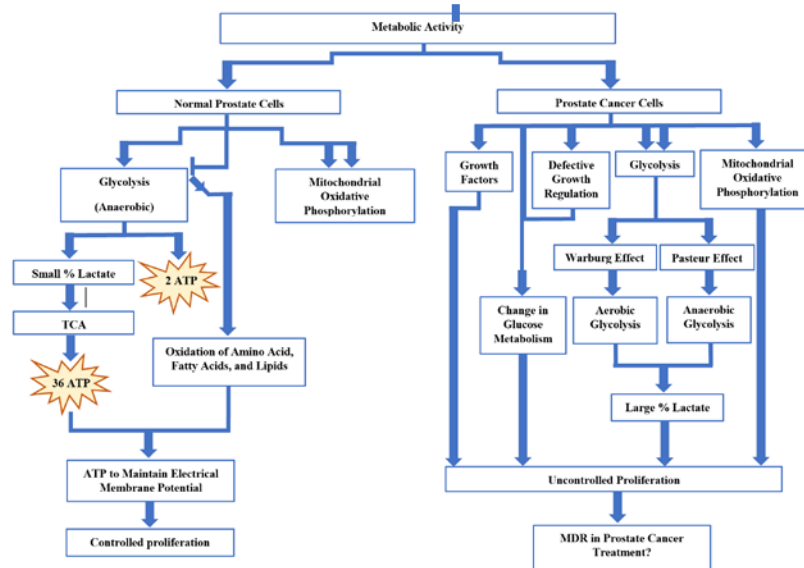 Metabolic Activity
Normal Prostate Cells
Prostate Cancer Cells
Glycolysis
(Anaerobic)
Mitochondrial
Oxidative
Phosphorylation
Growth
Factors
Defective
Growth
Regulation
Glycolysis
Mitochondrial
Oxidative
Phosphorylation
Small % Lactate
2 ATP
Warburg Effect
Pasteur Effect
TCA
Change in
Glucose
Metabolism
Aerobic
Glycolysis
Anaerobic
Glycolysis
Oxidation of Amino Acid,
Fatty Acids, and Lipids
36 ATP
Large % Lactate
ATP to Maintain Electrical
Membrane Potential
Uncontrolled Proliferation
Controlled proliferation
MDR in Prostate Cancer
Treatment?